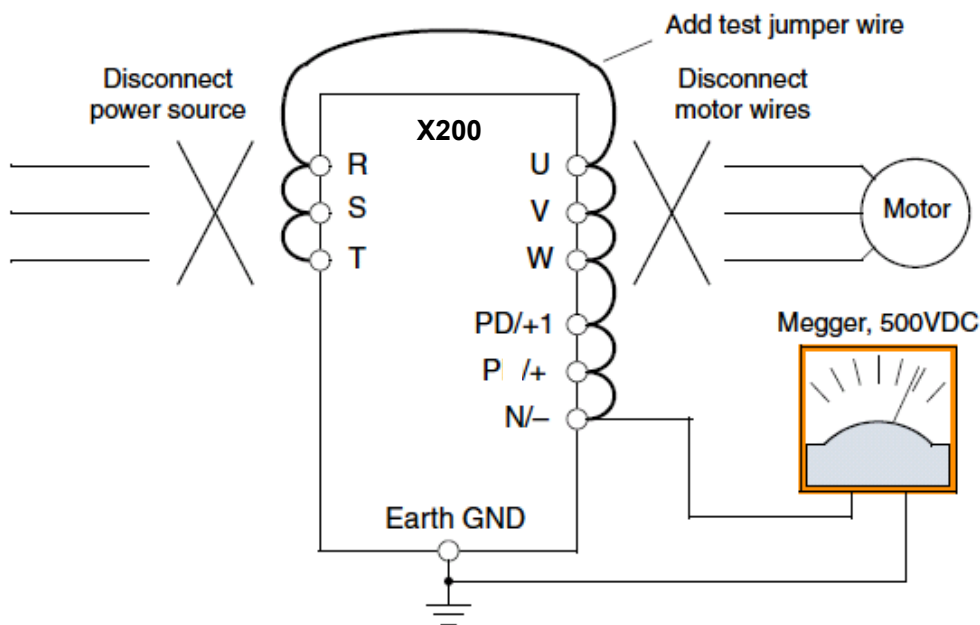 Add test jumper wire
Disconnect
power source
Disconnect
motor wires
X200
R
U
S
V
T
W
Motor
PD/+1
Megger, 500VDC
P /+
N/–
Earth GND